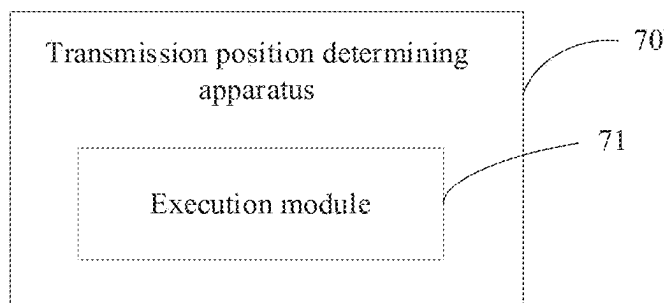 Transmission position determining
apparatus
70
71
Execution module